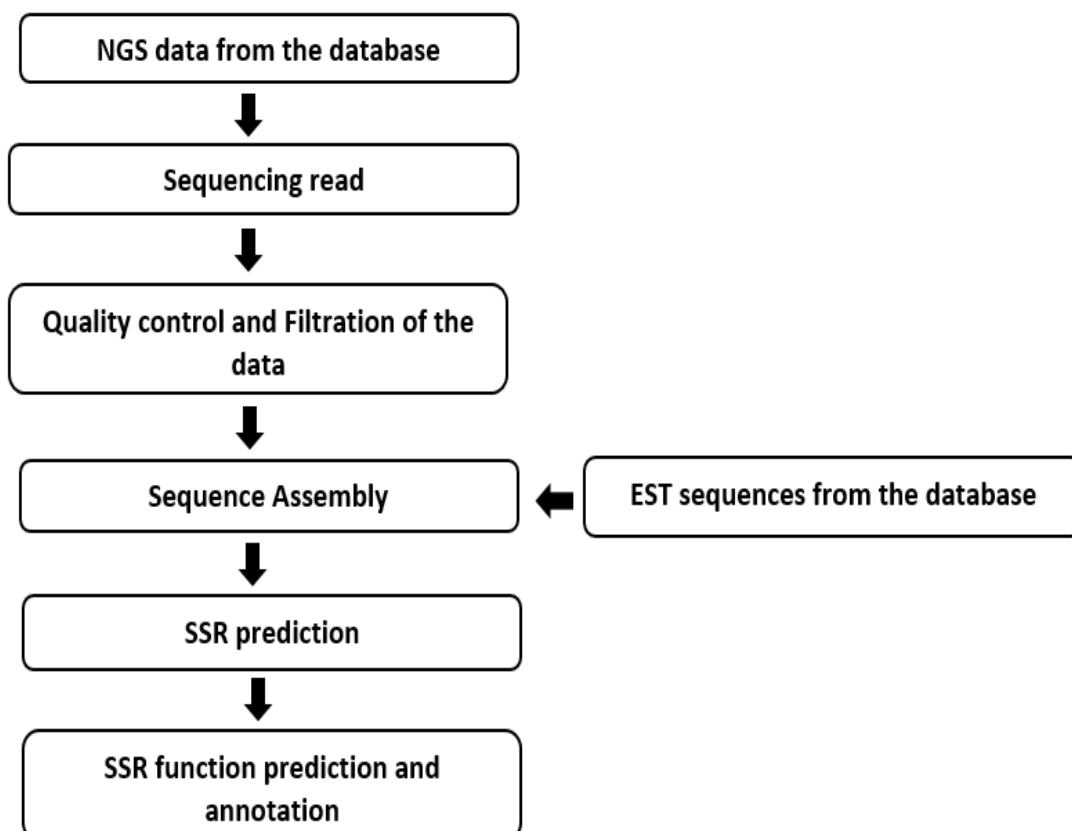 NGS data from the database
Sequencing read
Quality control and Filtration of the
data
Sequence Assembly
EST sequences from the database
SSR prediction
SSR function prediction and
annotation